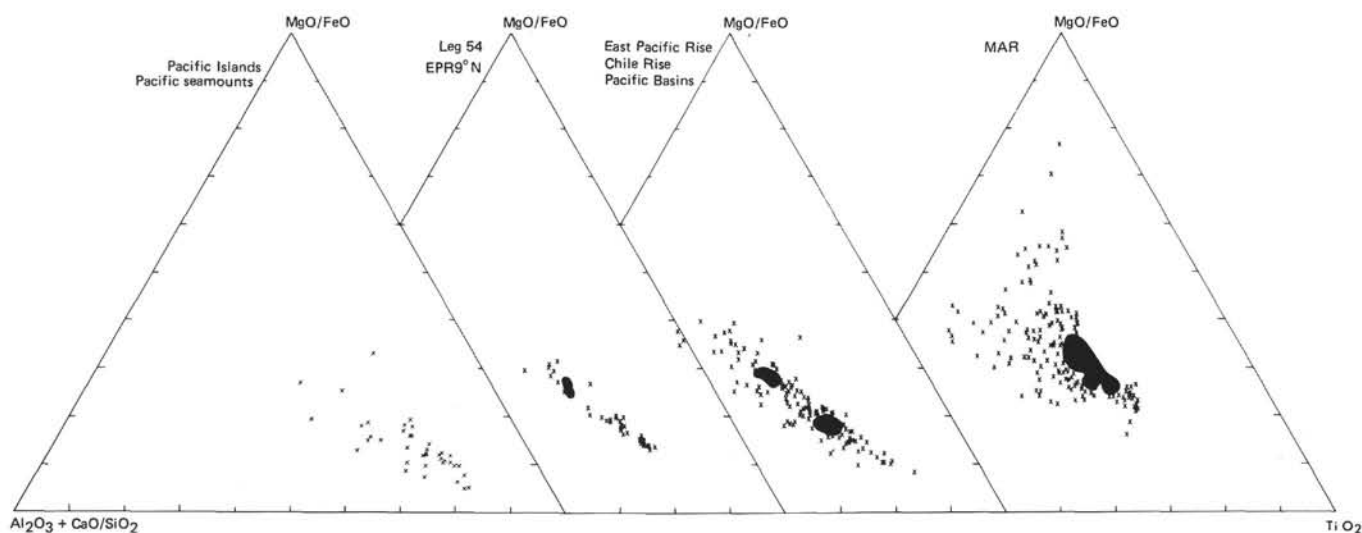 MgO/FeO
MgO/FeO
MgO/FeO
MgO/FeO
Pacific Islands
Pacific seamounts
Leg 54
EPR9°N
East Pacific Rise
Chile Rise
Pacific Basins
MAR
Al₂O₃ + CaO/SiO₂
TiO₂